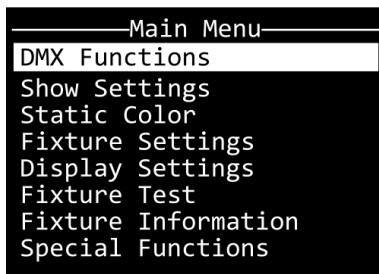 Main Menu
DMX Functions
Show Settings
Static Color
Fixture Settings
Display Settings
Fixture Test
Fixture Information
Special Functions